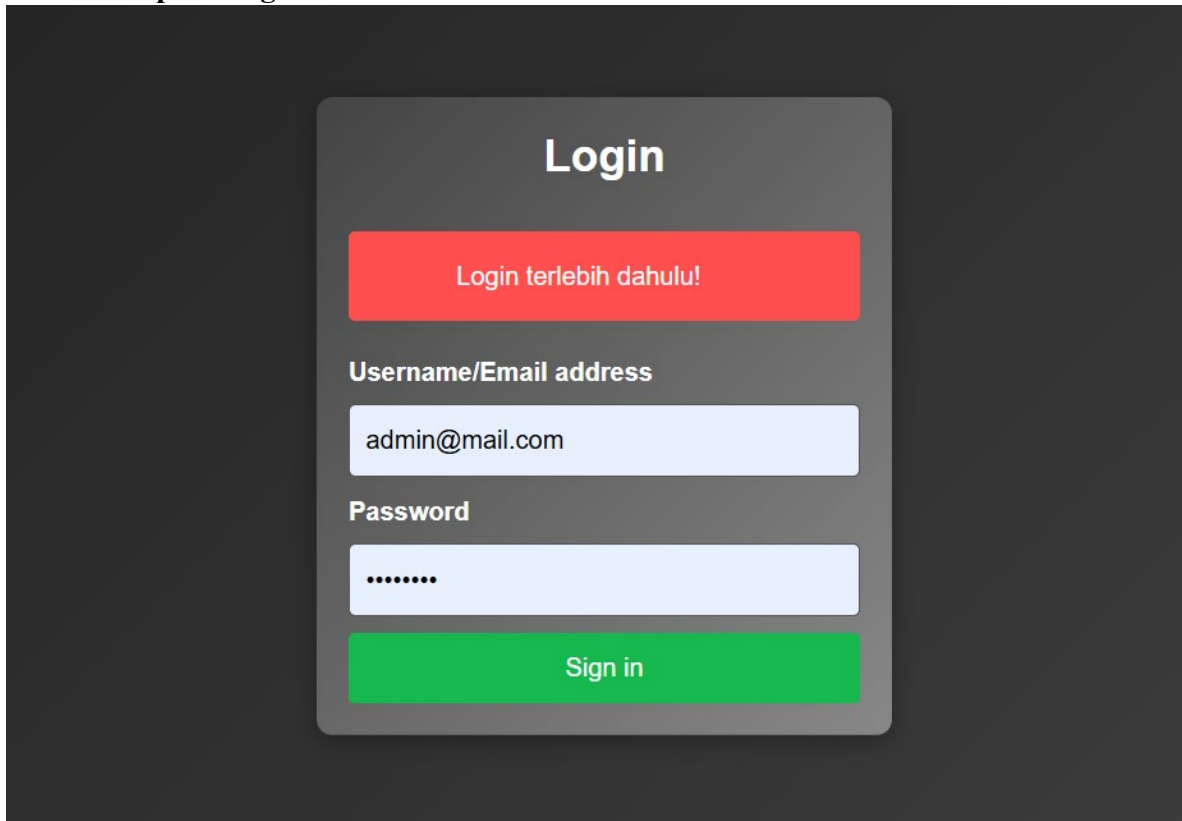 Login
Login terlebih dahulu!
Username/Email address
admin@mail.com
Password
••••••••
Sign in